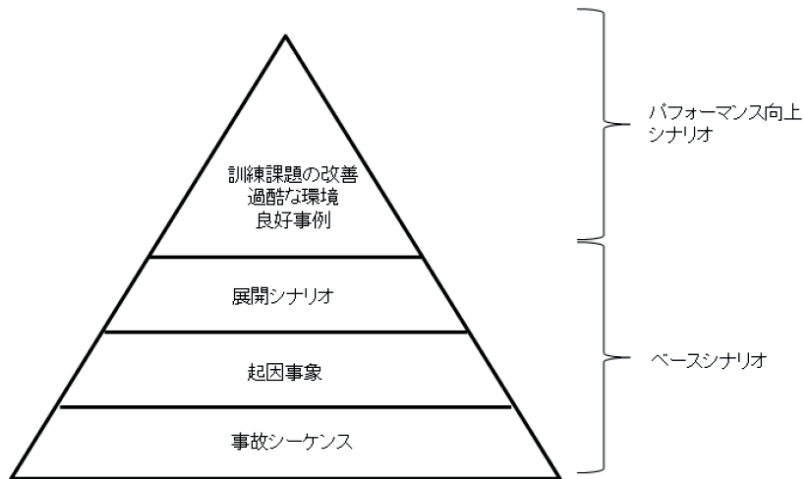 パフォーマンス向上
シナリオ
訓練課題の改善
過酷な環境
良好事例
展開シナリオ
起因事象
ベースシナリオ
事故シーケンス